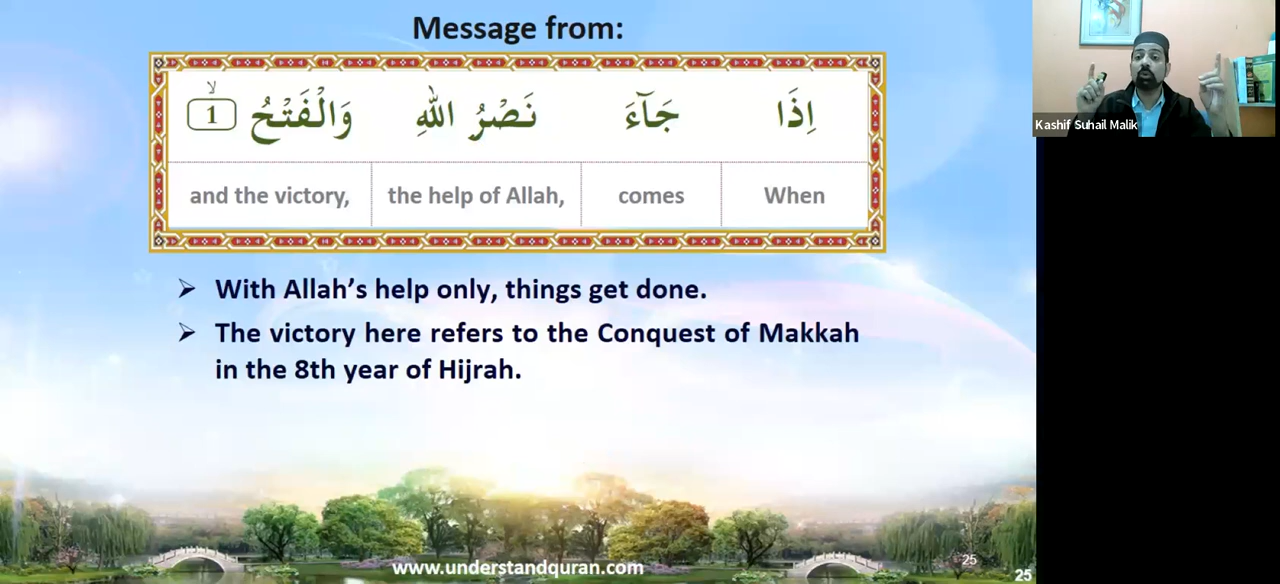 Message from:
اِذَا جَآءَ نَصْرُ اللّٰهِ وَالْفَتْحُ ۙ 1
When comes the help of Allah, and the victory,
➢ With Allah’s help only, things get done.
➢ The victory here refers to the Conquest of Makkah
in the 8th year of Hijrah.
www.understandquran.com
25
25
Kashif Suhail Malik